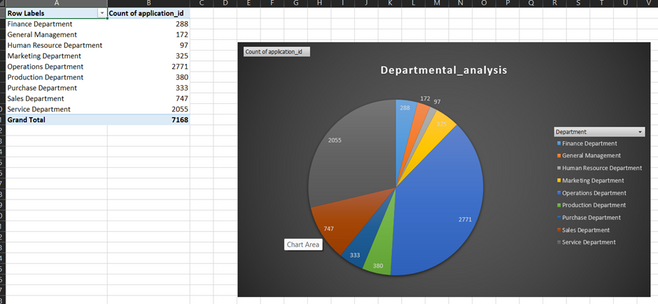 A B C D E F G H I J K L M N O P Q R S T U V
Row Labels Count of application_id
Finance Department 288
General Management 172
Human Resource Department 97
Marketing Department 325
Operations Department 2771
Production Department 380
Purchase Department 333
Sales Department 747
Service Department 2055
Grand Total 7168
Count of application_id
Departmental_analysis
288
172
97
325
2771
380
333
747
2055
Chart Area
Department
Finance Department
General Management
Human Resource Department
Marketing Department
Operations Department
Production Department
Purchase Department
Sales Department
Service Department